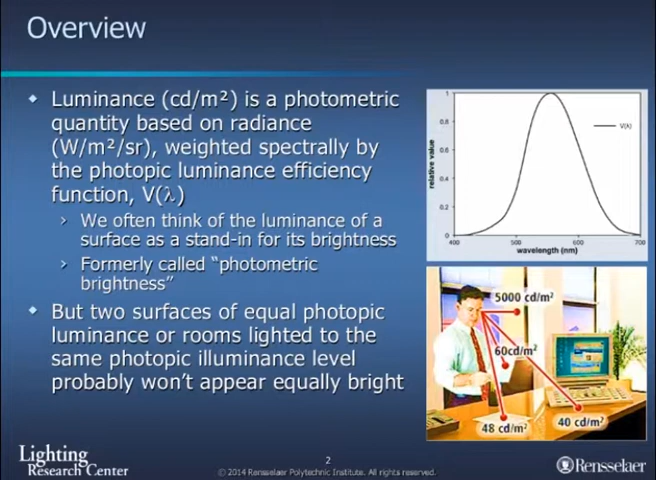 Overview
Luminance (cd/m²) is a photometric
quantity based on radiance
(W/m²/sr), weighted spectrally by
the photopic luminance efficiency
function, V(λ)
We often think of the luminance of a
surface as a stand-in for its brightness
Formerly called “photometric
brightness”
But two surfaces of equal photopic
luminance or rooms lighted to the
same photopic illuminance level
probably won’t appear equally bright
relative value
1
0.8
0.6
0.4
0.2
0
400 500 600 700
wavelength (nm)
V(λ)
5000 cd/m²
60cd/m²
48 cd/m²
40 cd/m²
Lighting
Research Center
2
© 2014 Rensselaer Polytechnic Institute. All rights reserved.
Rensselaer